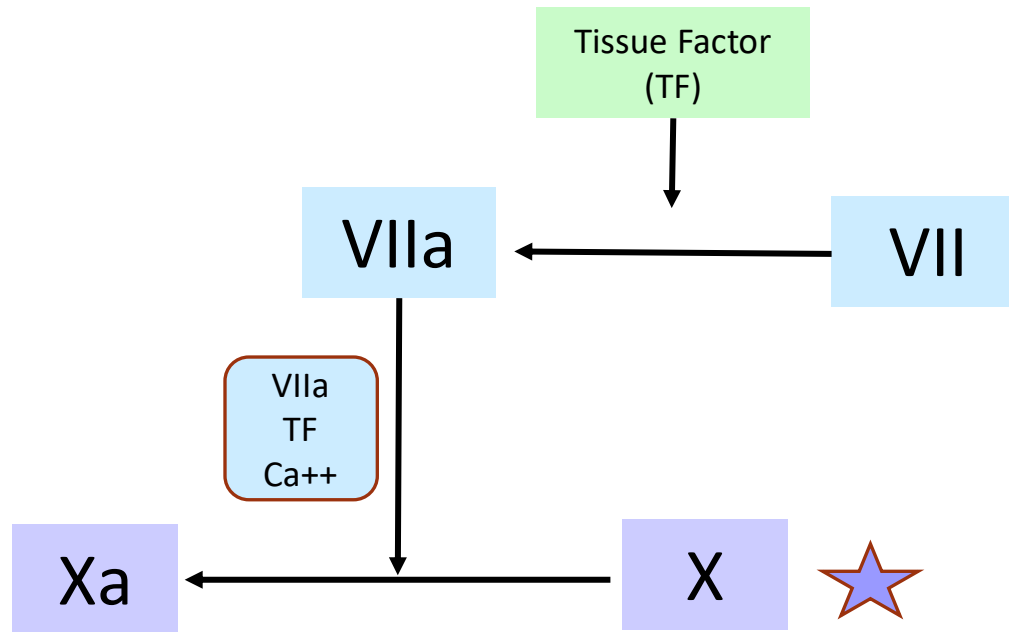 Tissue Factor
(TF)
VIIa
VII
VIIa
TF
Ca++
Xa
X